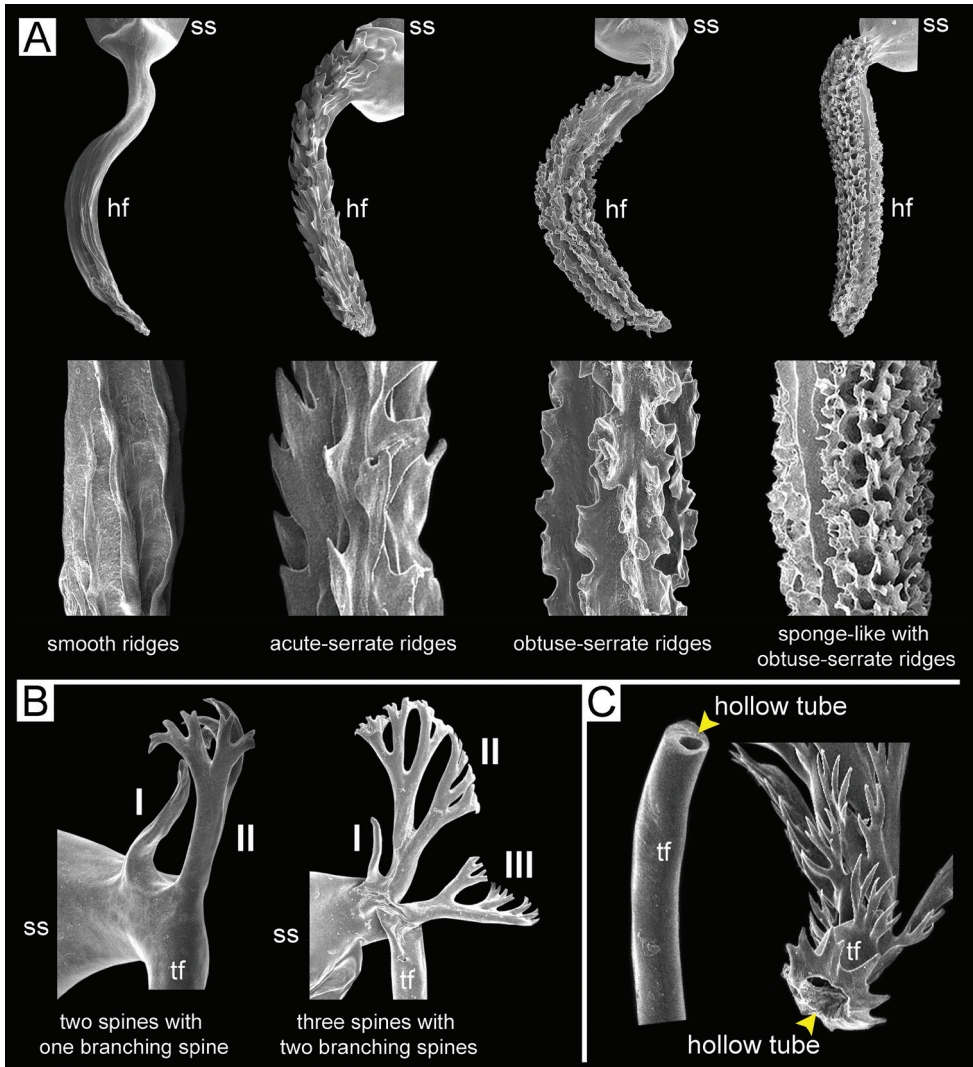 A
ss
ss
ss
ss
hf
hf
hf
hf
smooth ridges
acute-serrate ridges
obtuse-serrate ridges
sponge-like with
obtuse-serrate ridges
B
I
II
ss
tf
two spines with
one branching spine
I
II
III
ss
tf
three spines with
two branching spines
C
hollow tube
tf
tf
hollow tube